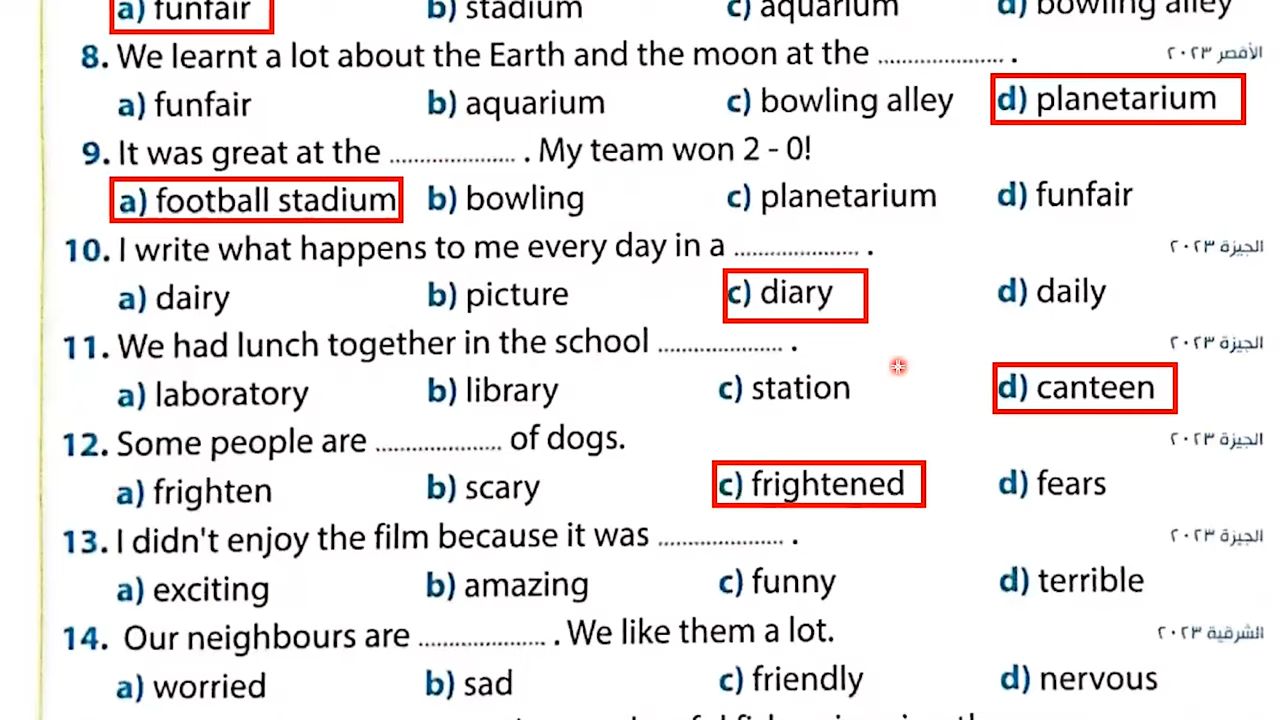 a) funfair b) stadium c) aquarium d) bowling alley
8. We learnt a lot about the Earth and the moon at the ..................... . الأقصر ٢٠٢٣
a) funfair b) aquarium c) bowling alley d) planetarium
9. It was great at the ..................... . My team won 2 - 0!
a) football stadium b) bowling c) planetarium d) funfair
10. I write what happens to me every day in a ..................... . الجيزة ٢٠٢٣
a) dairy b) picture c) diary d) daily
11. We had lunch together in the school ..................... . الجيزة ٢٠٢٣
a) laboratory b) library c) station d) canteen
12. Some people are ..................... of dogs. الجيزة ٢٠٢٣
a) frighten b) scary c) frightened d) fears
13. I didn't enjoy the film because it was ..................... . الجيزة ٢٠٢٣
a) exciting b) amazing c) funny d) terrible
14. Our neighbours are ..................... . We like them a lot. الشرقية ٢٠٢٣
a) worried b) sad c) friendly d) nervous